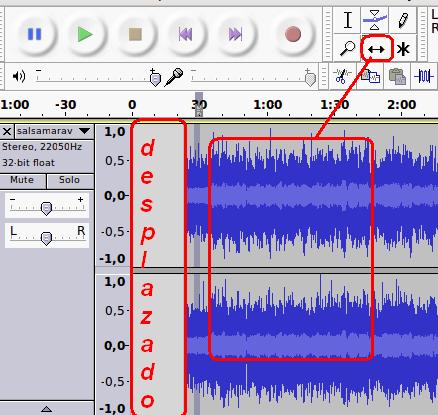 L
R
1:00 -30 0 30 1:00 1:30 2:00
salsamarav
Stereo, 22050Hz
32-bit float
Mute Solo
- +
L R
1,0
0,5
0,0
-0,5
-1,0
1,0
0,5
0,0
-0,5
-1,0
desplazado